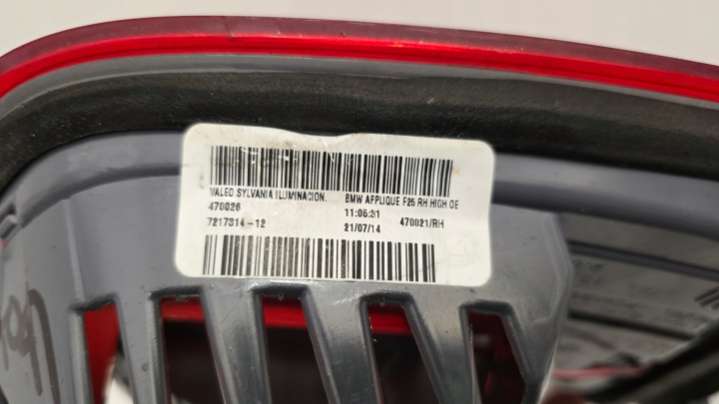 VALEO SYLVANIA ILUMINACION. BMW APPLIQUE F25 RH HIGH OE
470026 11:05:31
7217314-12 21/07/14 470021/RH